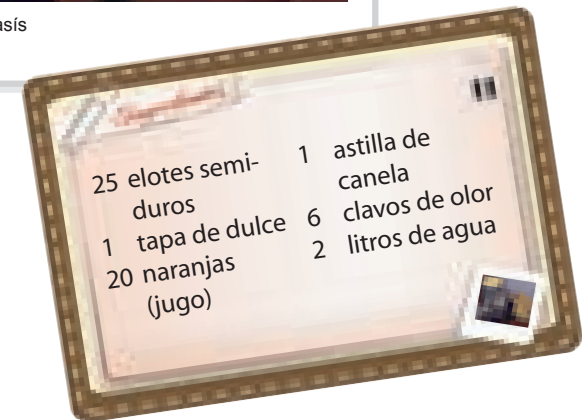 asís
25 elotes semi-
duros
1 tapa de dulce
20 naranjas
(jugo)
1 astilla de
canela
6 clavos de olor
2 litros de agua